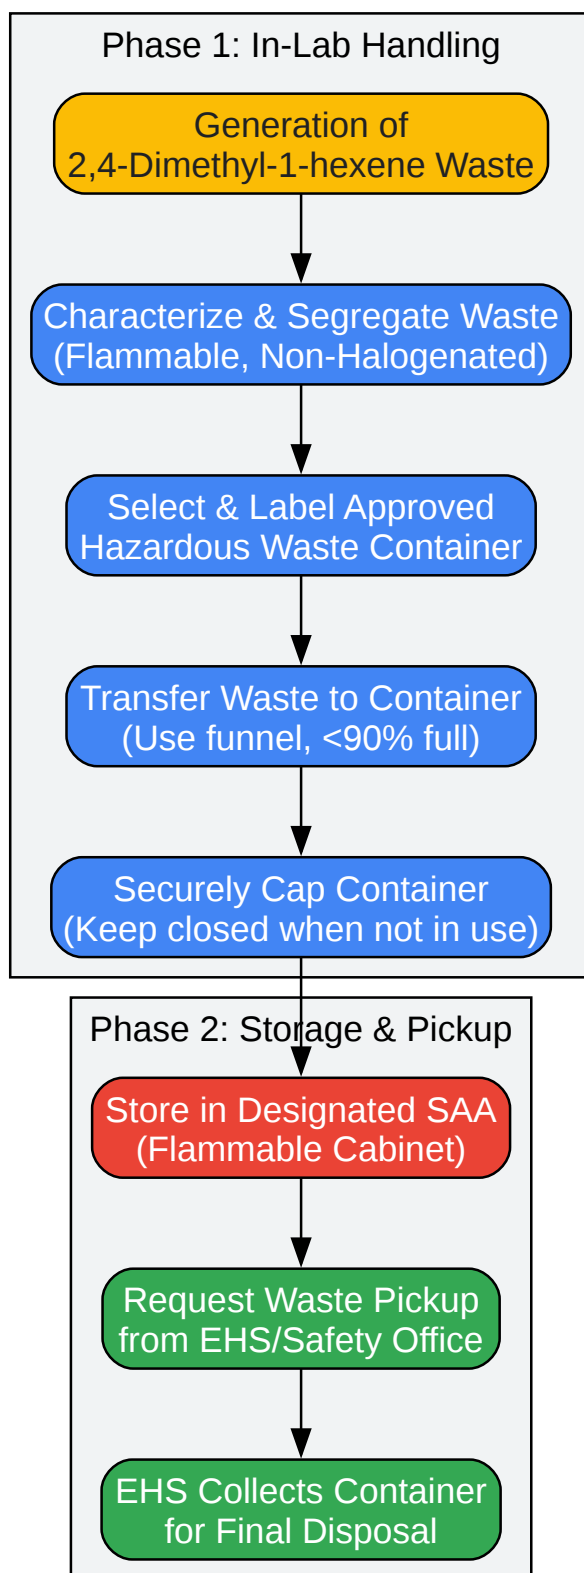 Phase 1: In-Lab Handling
Generation of
2,4-Dimethyl-1-hexene Waste
Characterize & Segregate Waste
(Flammable, Non-Halogenated)
Select & Label Approved
Hazardous Waste Container
Transfer Waste to Container
(Use funnel, <90% full)
Securely Cap Container
(Keep closed when not in use)
Phase 2: Storage & Pickup
Store in Designated SAA
(Flammable Cabinet)
Request Waste Pickup
from EHS/Safety Office
EHS Collects Container
for Final Disposal